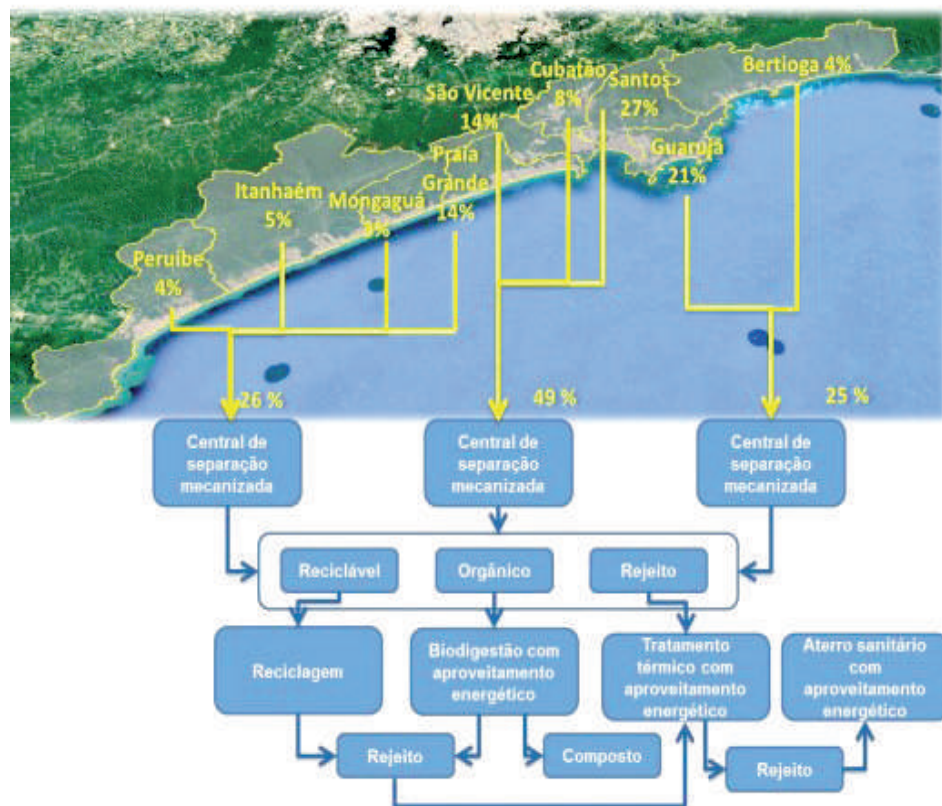 Bertioga 4%
Cubatão
8%
Santos
27%
São Vicente
14%
Guarujá
21%
Praia
Grande
14%
Itanhaém
5%
Mongaguá
3%
Peruíbe
4%
26 %
49 %
25 %
Central de
separação
mecanizada
Central de
separação
mecanizada
Central de
separação
mecanizada
Reciclável
Orgânico
Rejeito
Reciclagem
Biodigestão com
aproveitamento
energético
Tratamento
térmico com
aproveitamento
energético
Aterro sanitário
com
aproveitamento
energético
Rejeito
Composto
Rejeito